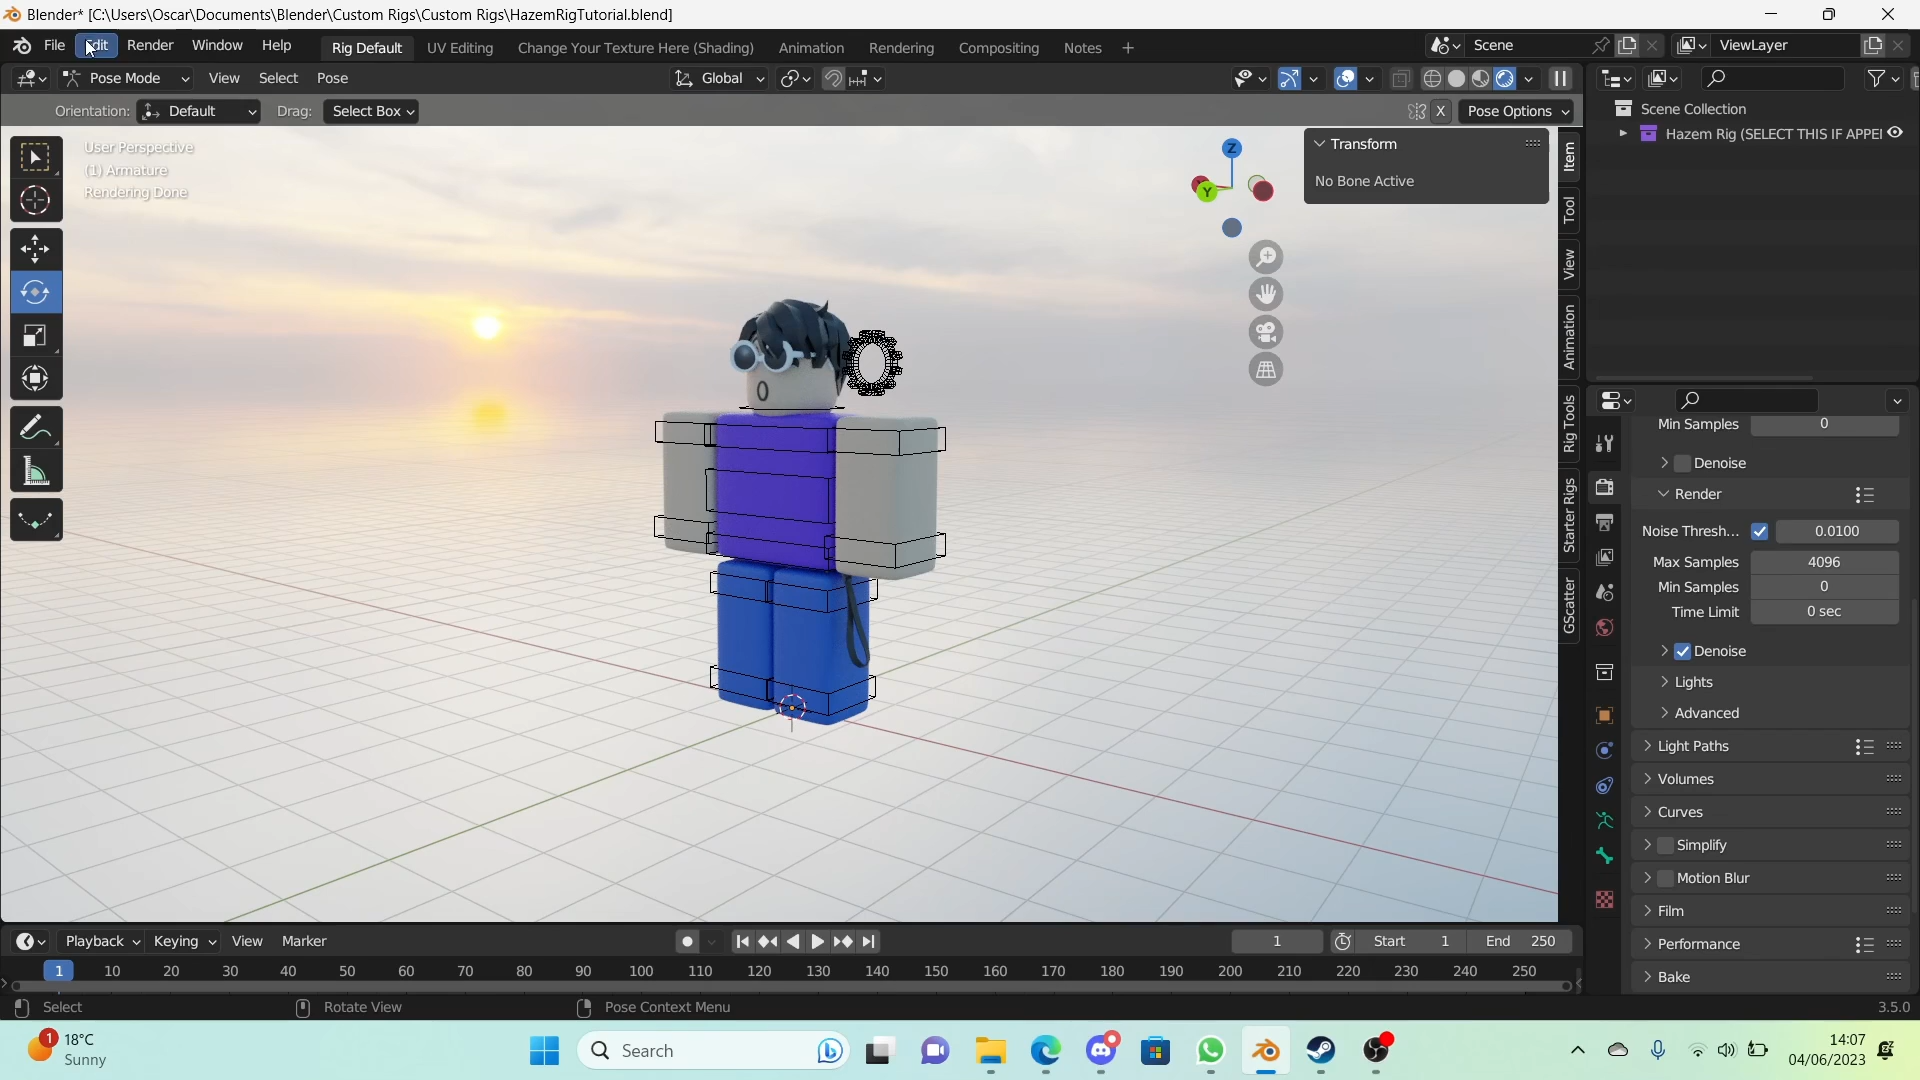 Blender* [C:\Users\Oscar\Documents\Blender\Custom Rigs\Custom Rigs\HazemRigTutorial.blend]
File Edit Render Window Help Rig Default UV Editing Change Your Texture Here (Shading) Animation Rendering Compositing Notes + Scene ViewLayer
Pose Mode View Select Pose Global
Orientation: Default Drag: Select Box X Pose Options
Scene Collection
Hazem Rig (SELECT THIS IF APPEI
User Perspective
(1) Armature
Rendering Done
Z
Y
Transform
No Bone Active
Item
Tool
View
Animation
Rig Tools
Starter Rigs
GScatter
Min Samples 0
Denoise
Render
Noise Thresh... 0.0100
Max Samples 4096
Min Samples 0
Time Limit 0 sec
Denoise
Lights
Advanced
Light Paths
Volumes
Curves
Simplify
Motion Blur
Film
Performance
Bake
Playback Keying View Marker 1 Start 1 End 250
1 10 20 30 40 50 60 70 80 90 100 110 120 130 140 150 160 170 180 190 200 210 220 230 240 250
Select Rotate View Pose Context Menu 3.5.0
1 18°C
Sunny
Search
14:07
04/06/2023